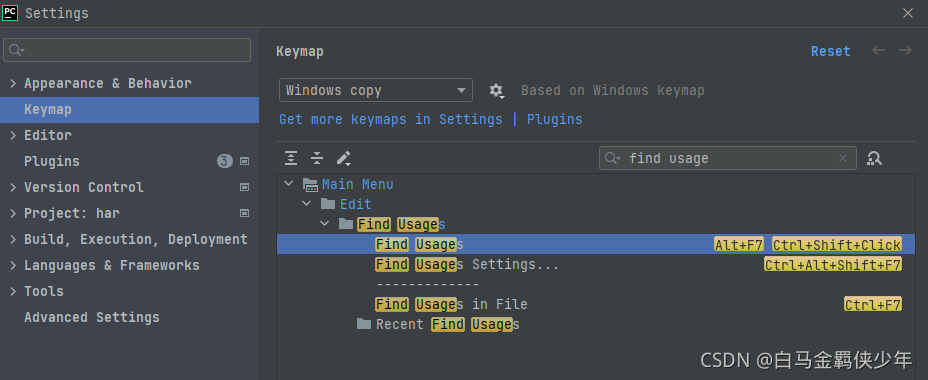 PC Settings
Keymap
Reset
Appearance & Behavior
Keymap
Editor
Plugins 3
Version Control
Project: har
Build, Execution, Deployment
Languages & Frameworks
Tools
Advanced Settings
Windows copy
Based on Windows keymap
Get more keymaps in Settings | Plugins
find usage
Main Menu
Edit
Find Usages
Find Usages Alt+F7 Ctrl+Shift+Click
Find Usages Settings... Ctrl+Alt+Shift+F7
-------------
Find Usages in File Ctrl+F7
Recent Find Usages
CSDN @白马金羁侠少年